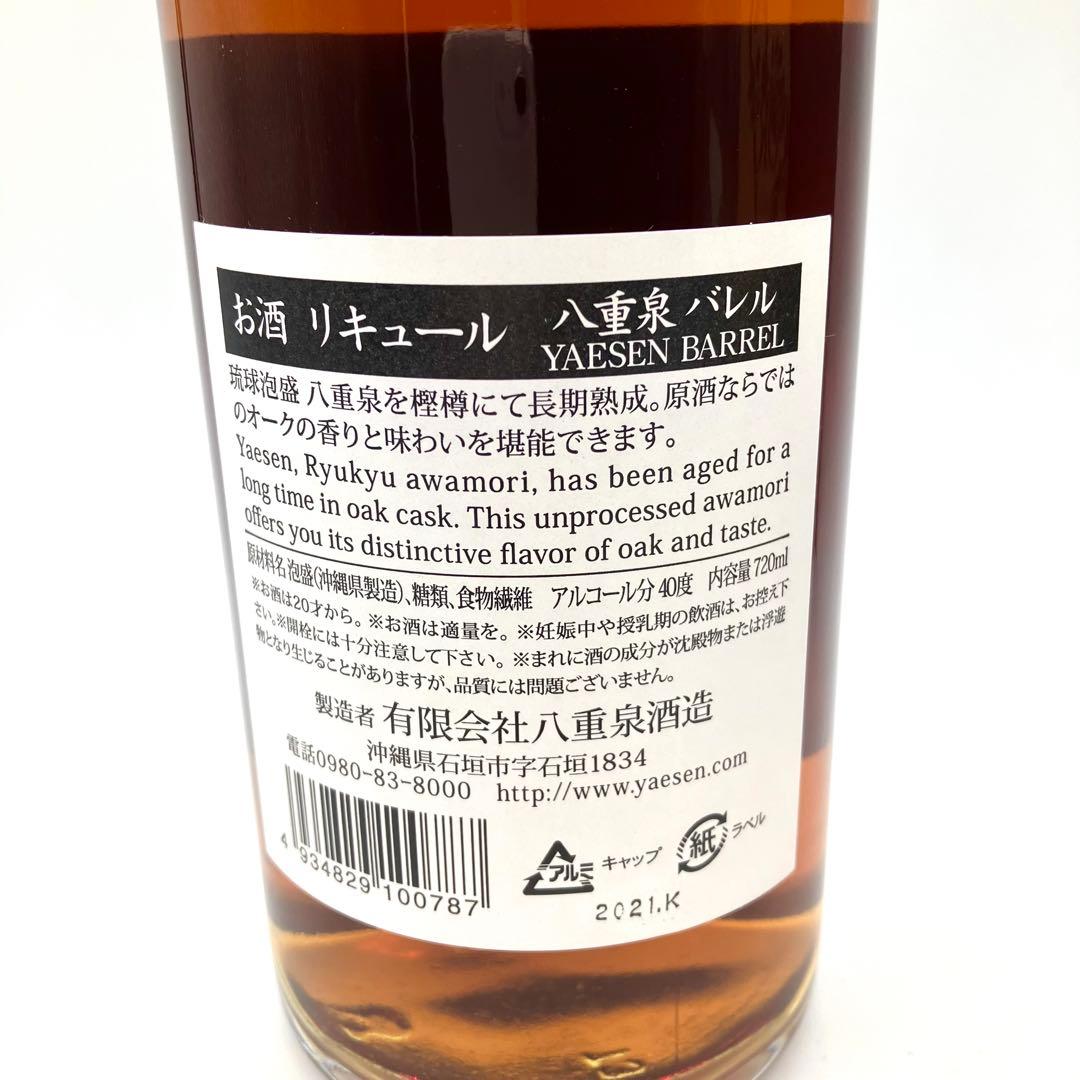 お酒 リキュール 八重泉 バレル
YAESEN BARREL
琉球泡盛 八重泉を樫樽にて長期熟成。原酒ならでは
のオークの香りと味わいを堪能できます。
Yaesen, Ryukyu awamori, has been aged for a
long time in oak cask. This unprocessed awamori
offers you its distinctive flavor of oak and taste.
原材料名 泡盛(沖縄県製造)、糖類、食物繊維 アルコール分 40度 内容量 720ml
※お酒は20才から。※お酒は適量を。※妊娠中や授乳期の飲酒は、お控え下
さい。※開栓には十分注意して下さい。※まれに酒の成分が沈殿物または浮遊
物となり生じることがありますが、品質には問題ございません。
製造者 有限会社八重泉酒造
沖縄県石垣市字石垣1834
電話0980-83-8000 http://www.yaesen.com
4 934829 100787
アルミ キャップ 紙 ラベル
2021.K